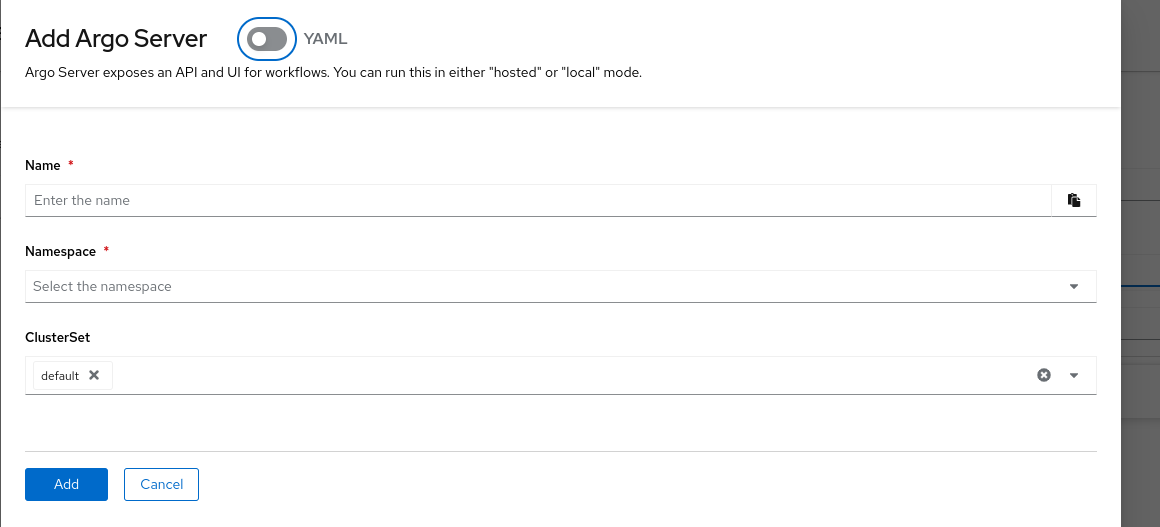 Add Argo Server YAML
Argo Server exposes an API and UI for workflows. You can run this in either "hosted" or "local" mode.
Name *
Enter the name
Namespace *
Select the namespace
ClusterSet
default
Add Cancel